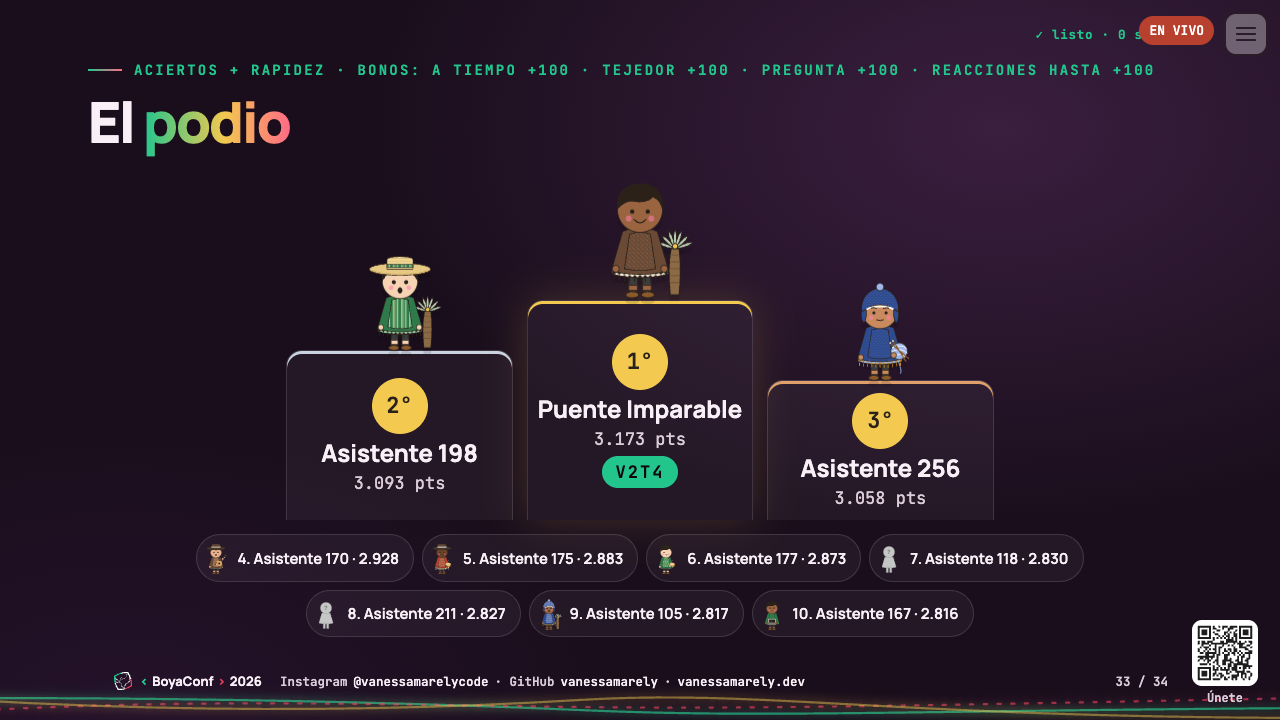 ✓ listo · 0 s
EN VIVO
ACIERTOS + RAPIDEZ · BONOS: A TIEMPO +100 · TEJEDOR +100 · PREGUNTA +100 · REACCIONES HASTA +100
El podio
1°
Puente Imparable
3.173 pts
V2T4
2°
Asistente 198
3.093 pts
3°
Asistente 256
3.058 pts
4. Asistente 170 · 2.928
5. Asistente 175 · 2.883
6. Asistente 177 · 2.873
7. Asistente 118 · 2.830
8. Asistente 211 · 2.827
9. Asistente 105 · 2.817
10. Asistente 167 · 2.816
‹ BoyaConf › 2026
Instagram @vanessamarelycode · GitHub vanessamarely · vanessamarely.dev
33 / 34
Únete